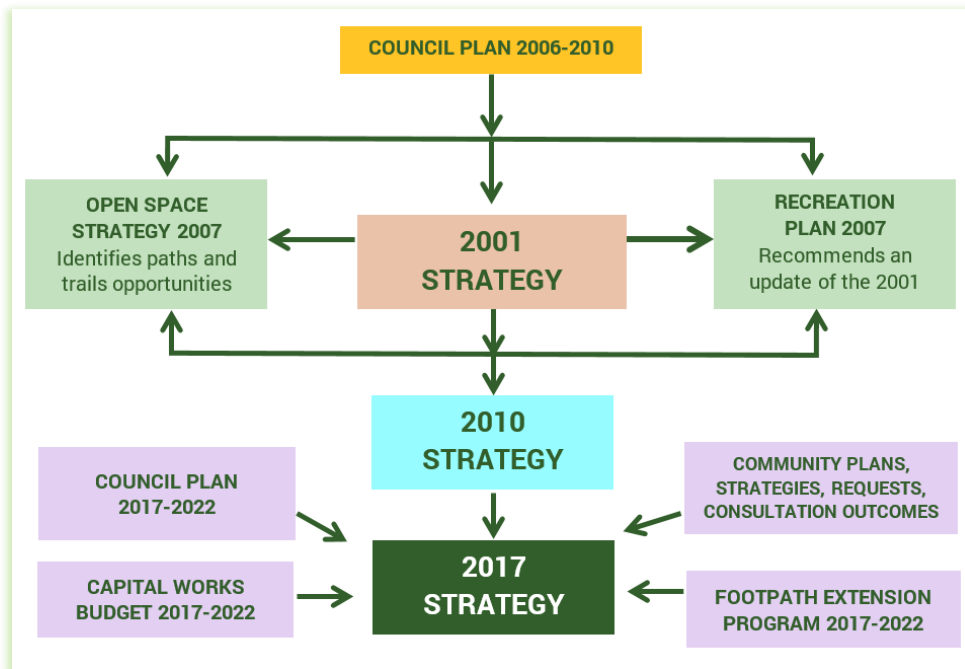 COUNCIL PLAN 2006-2010
OPEN SPACE
STRATEGY 2007
Identifies paths and
trails opportunities
2001
STRATEGY
RECREATION
PLAN 2007
Recommends an
update of the 2001
2010
STRATEGY
COUNCIL PLAN
2017-2022
COMMUNITY PLANS,
STRATEGIES, REQUESTS,
CONSULTATION OUTCOMES
2017
STRATEGY
CAPITAL WORKS
BUDGET 2017-2022
FOOTPATH EXTENSION
PROGRAM 2017-2022